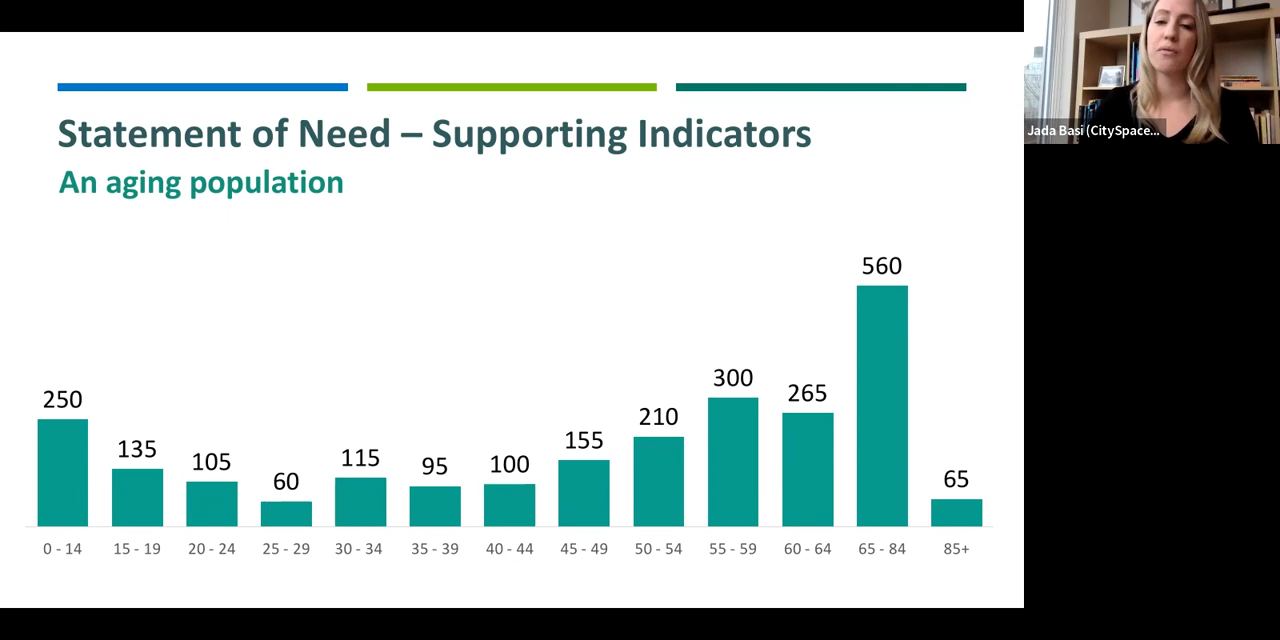 Statement of Need – Supporting Indicators
An aging population
250 135 105 60 115 95 100 155 210 300 265 560 65
0 - 14 15 - 19 20 - 24 25 - 29 30 - 34 35 - 39 40 - 44 45 - 49 50 - 54 55 - 59 60 - 64 65 - 84 85+
Jada Basi (CitySpace...